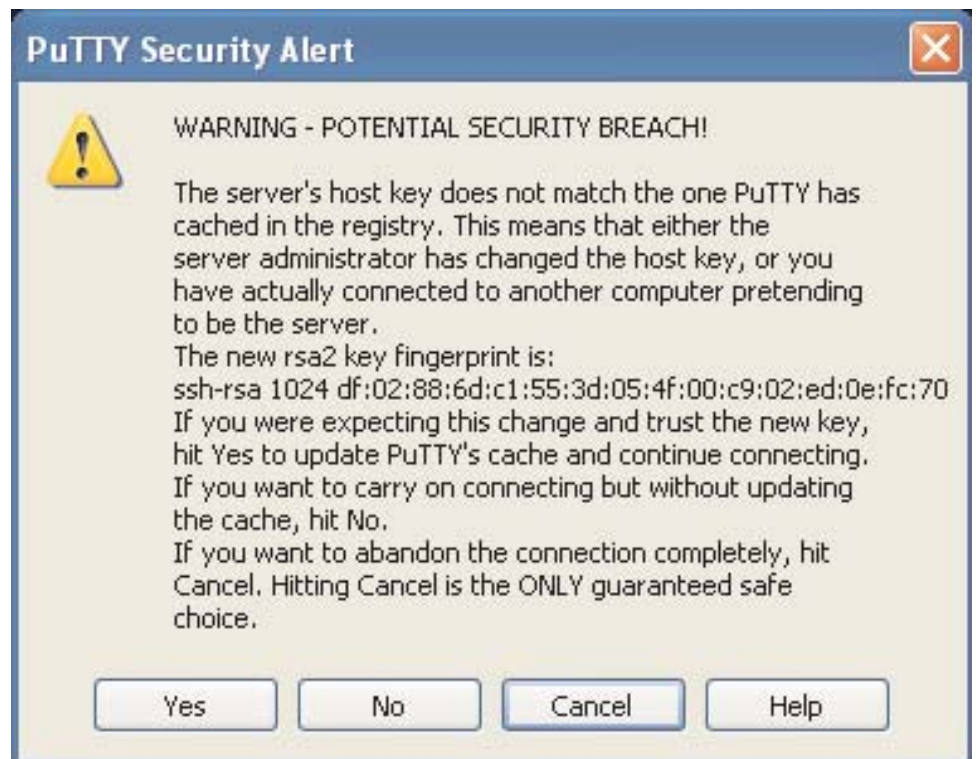 PuTTY Security Alert
WARNING - POTENTIAL SECURITY BREACH!
The server's host key does not match the one PuTTY has
cached in the registry. This means that either the
server administrator has changed the host key, or you
have actually connected to another computer pretending
to be the server.
The new rsa2 key fingerprint is:
ssh-rsa 1024 df:02:88:6d:c1:55:3d:05:4f:00:c9:02:ed:0e:fc:70
If you were expecting this change and trust the new key,
hit Yes to update PuTTY's cache and continue connecting.
If you want to carry on connecting but without updating
the cache, hit No.
If you want to abandon the connection completely, hit
Cancel. Hitting Cancel is the ONLY guaranteed safe
choice.
Yes No Cancel Help